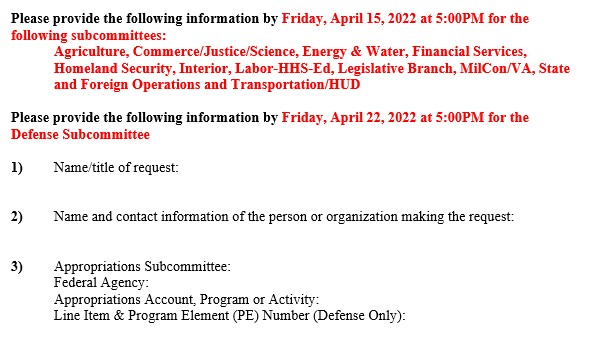 Please provide the following information by Friday, April 15, 2022 at 5:00PM for the
following subcommittees:
Agriculture, Commerce/Justice/Science, Energy & Water, Financial Services,
Homeland Security, Interior, Labor-HHS-Ed, Legislative Branch, MilCon/VA, State
and Foreign Operations and Transportation/HUD
Please provide the following information by Friday, April 22, 2022 at 5:00PM for the
Defense Subcommittee
1) Name/title of request:
2) Name and contact information of the person or organization making the request:
3) Appropriations Subcommittee:
Federal Agency:
Appropriations Account, Program or Activity:
Line Item & Program Element (PE) Number (Defense Only):